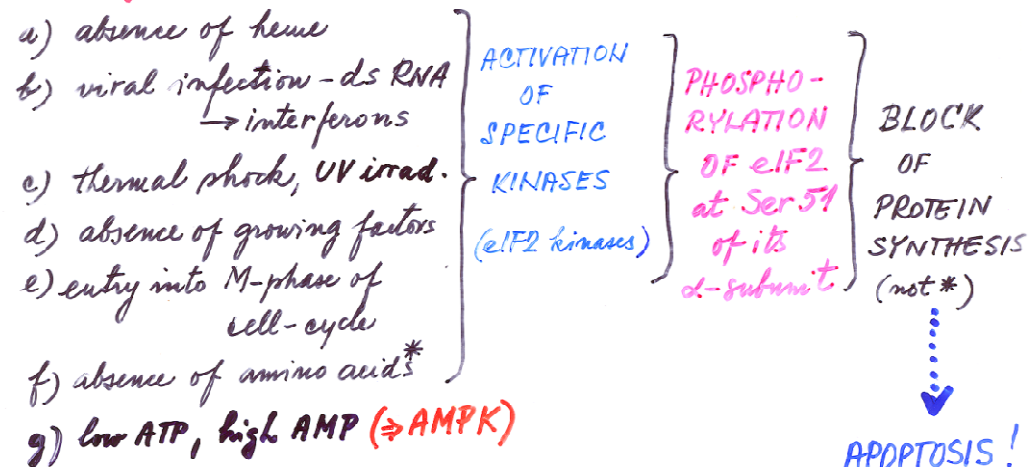 a) absence of heme
b) viral infection - ds RNA
→ interferons
c) thermal shock, UV irrad.
d) absence of growing factors
e) entry into M-phase of
cell-cycle
f) absence of amino acids*
g) low ATP, high AMP (⇒ AMPK)
ACTIVATION
OF
SPECIFIC
KINASES
(eIF2 kinases)
PHOSPHO-
RYLATION
OF eIF2
at Ser 51
of its
α-subunit
BLOCK
OF
PROTEIN
SYNTHESIS
(not *)
APOPTOSIS!